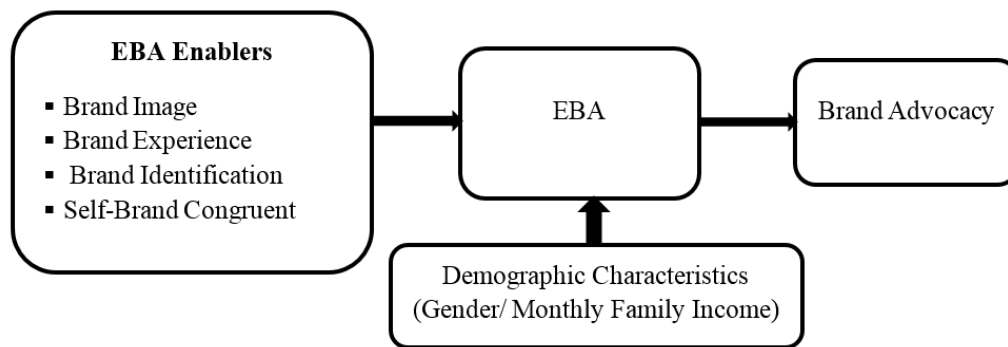 EBA Enablers
▪ Brand Image
▪ Brand Experience
▪ Brand Identification
▪ Self-Brand Congruent
EBA
Brand Advocacy
Demographic Characteristics
(Gender/ Monthly Family Income)